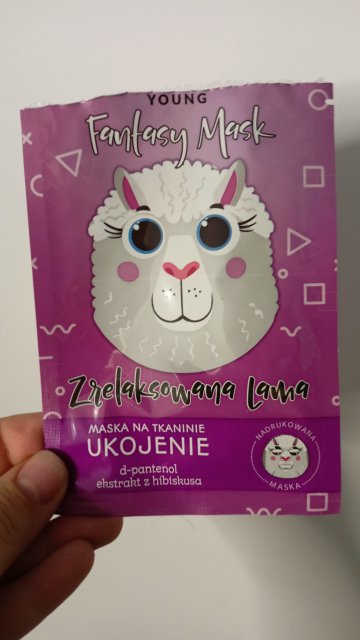 YOUNG
Fantasy Mask
Zrelaksowana Lama
MASKA NA TKANINIE
UKOJENIE
d-pantenol
ekstrakt z hibiskusa
NADRUKOWANA
MASKA